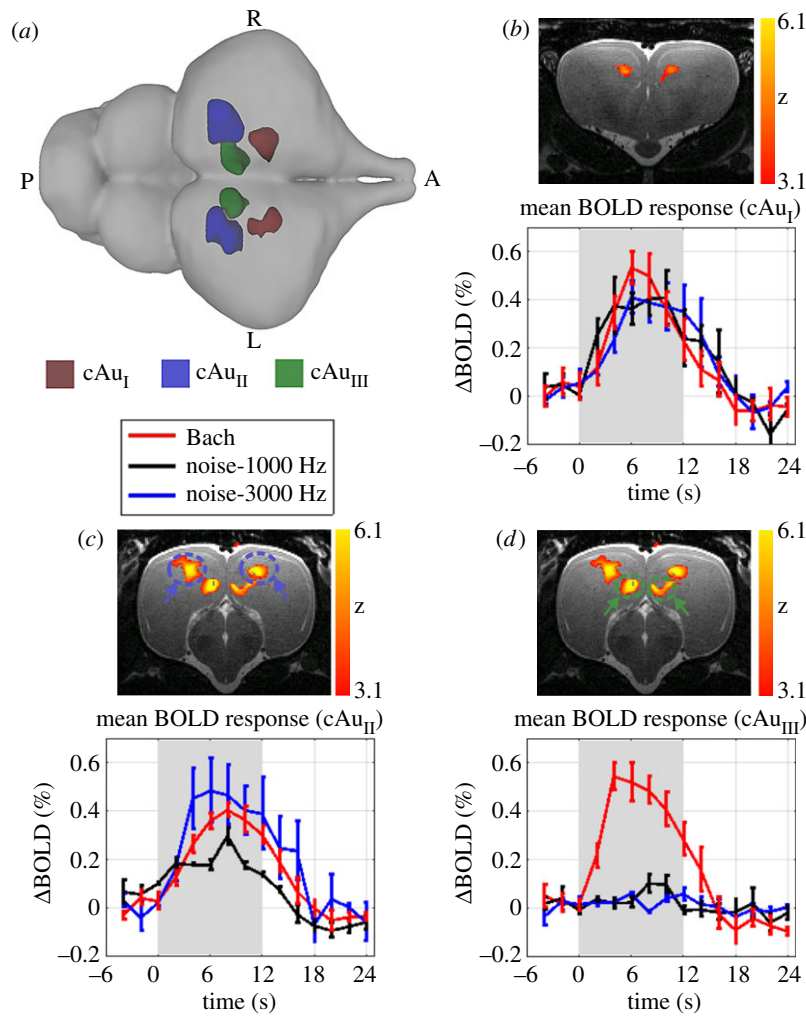 (a)
R
P
A
L
cAuI cAuII cAuIII
Bach
noise-1000 Hz
noise-3000 Hz
(b)
6.1
z
3.1
mean BOLD response (cAuI)
ΔBOLD (%)
0.6
0.4
0.2
0
–0.2
–6 0 6 12 18 24
time (s)
(c)
6.1
z
3.1
mean BOLD response (cAuII)
ΔBOLD (%)
0.6
0.4
0.2
0
–0.2
–6 0 6 12 18 24
time (s)
(d)
6.1
z
3.1
mean BOLD response (cAuIII)
ΔBOLD (%)
0.6
0.4
0.2
0
–0.2
–6 0 6 12 18 24
time (s)